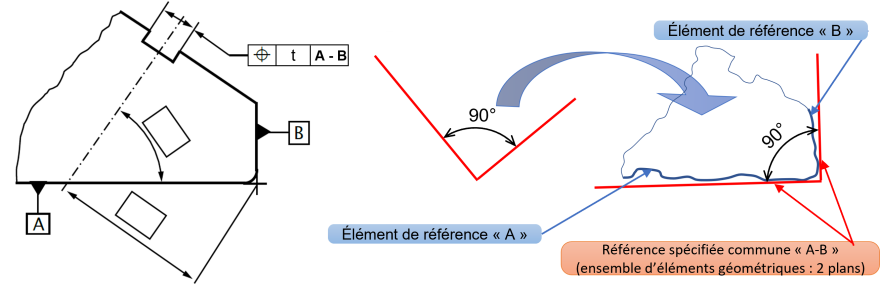 t A - B
B
A
90°
Élément de référence « B »
90°
Élément de référence « A »
Référence spécifiée commune « A-B »
(ensemble d'éléments géométriques : 2 plans)